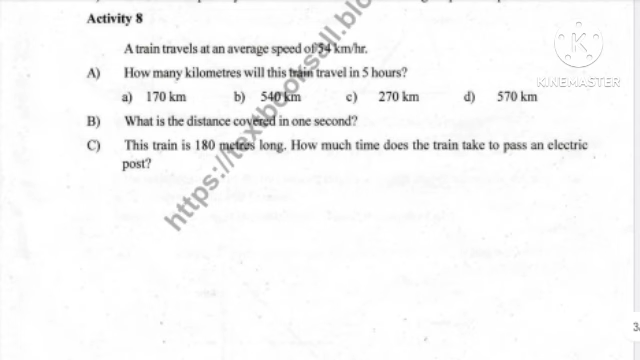 Activity 8
A train travels at an average speed of 54 km/hr.
A) How many kilometres will this train travel in 5 hours?
a) 170 km b) 540 km c) 270 km d) 570 km
B) What is the distance covered in one second?
C) This train is 180 metres long. How much time does the train take to pass an electric
post?
https://textbooksall.blo
KINEMASTER
3